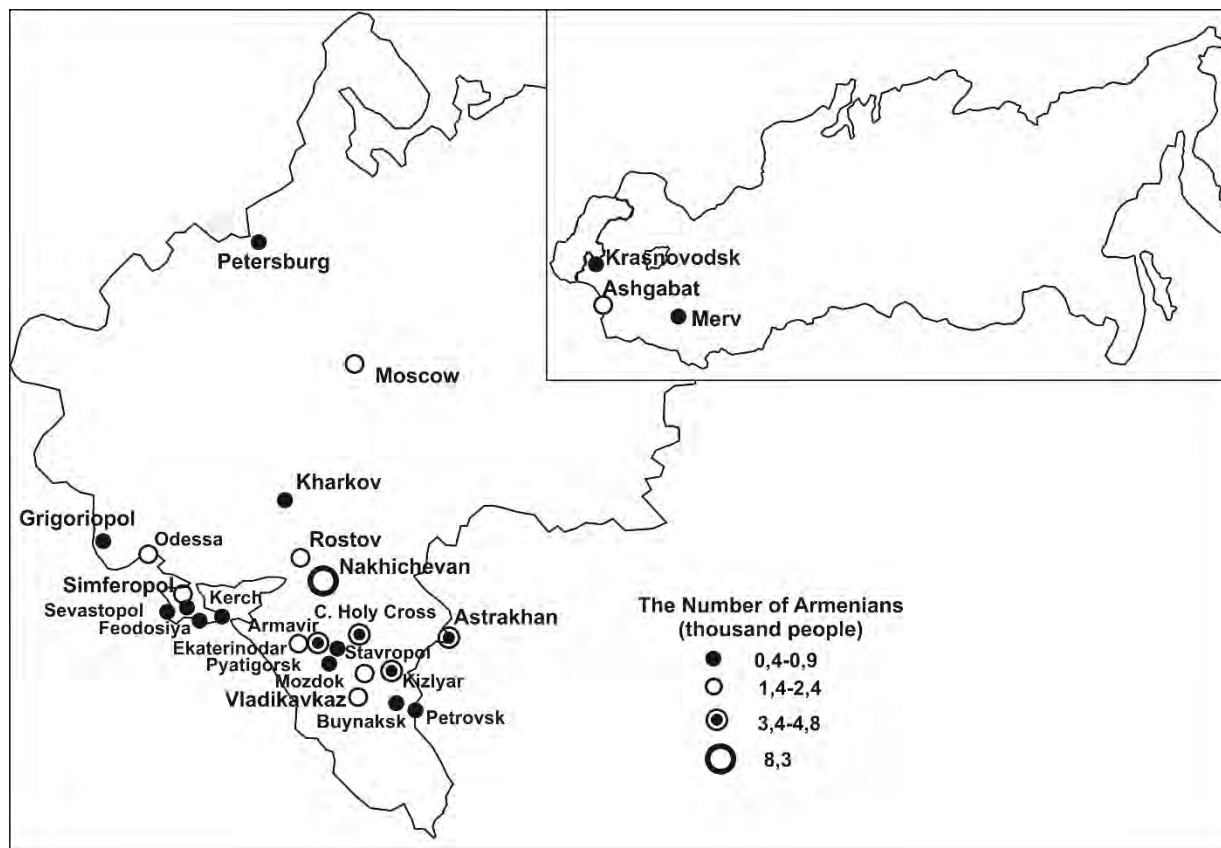 Petersburg
Krasnovodsk
Ashgabat
Merv
Moscow
Kharkov
Grigoriopol
Odessa
Rostov
Nakhichevan
Simferopol
Kerch
Sevastopol
Feodosiya
C. Holy Cross
Astrakhan
Armavir
Ekaterinodar
Stavropol
Pyatigorsk
Mozdok
Kizlyar
Vladikavkaz
Buynaksk
Petrovsk
The Number of Armenians
(thousand people)
0,4-0,9
1,4-2,4
3,4-4,8
8,3